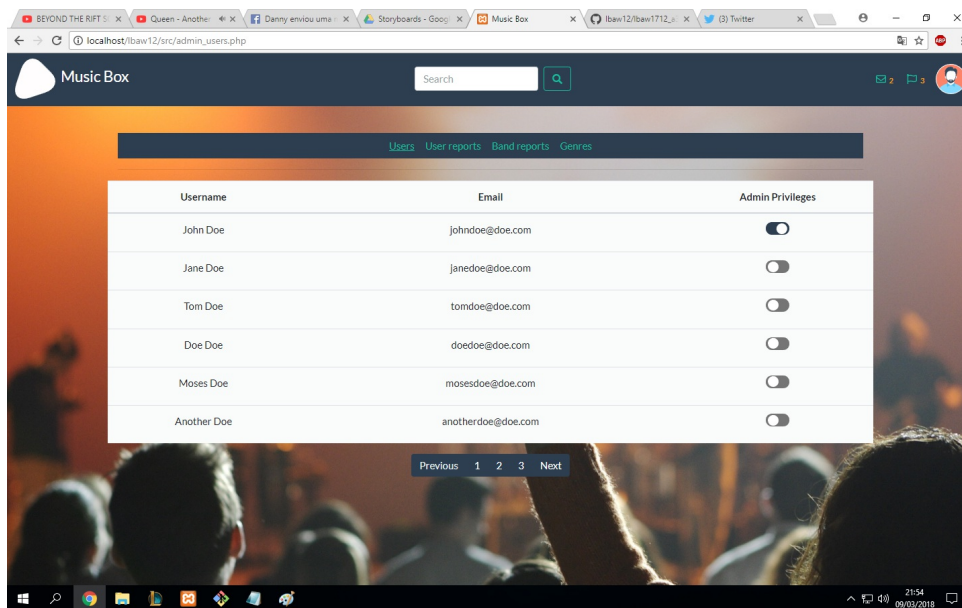 BEYOND THE RIFT S
Queen - Another
Danny enviou uma
Storyboards - Goog
Music Box
lbaw12/lbaw1712_a
(3) Twitter
localhost/lbaw12/src/admin_users.php
ABP
Music Box
Search
2
3
Users User reports Band reports Genres
Username Email Admin Privileges
John Doe johndoe@doe.com
Jane Doe janedoe@doe.com
Tom Doe tomdoe@doe.com
Doe Doe doedoe@doe.com
Moses Doe mosesdoe@doe.com
Another Doe anotherdoe@doe.com
Previous 1 2 3 Next
21:54
09/03/2018